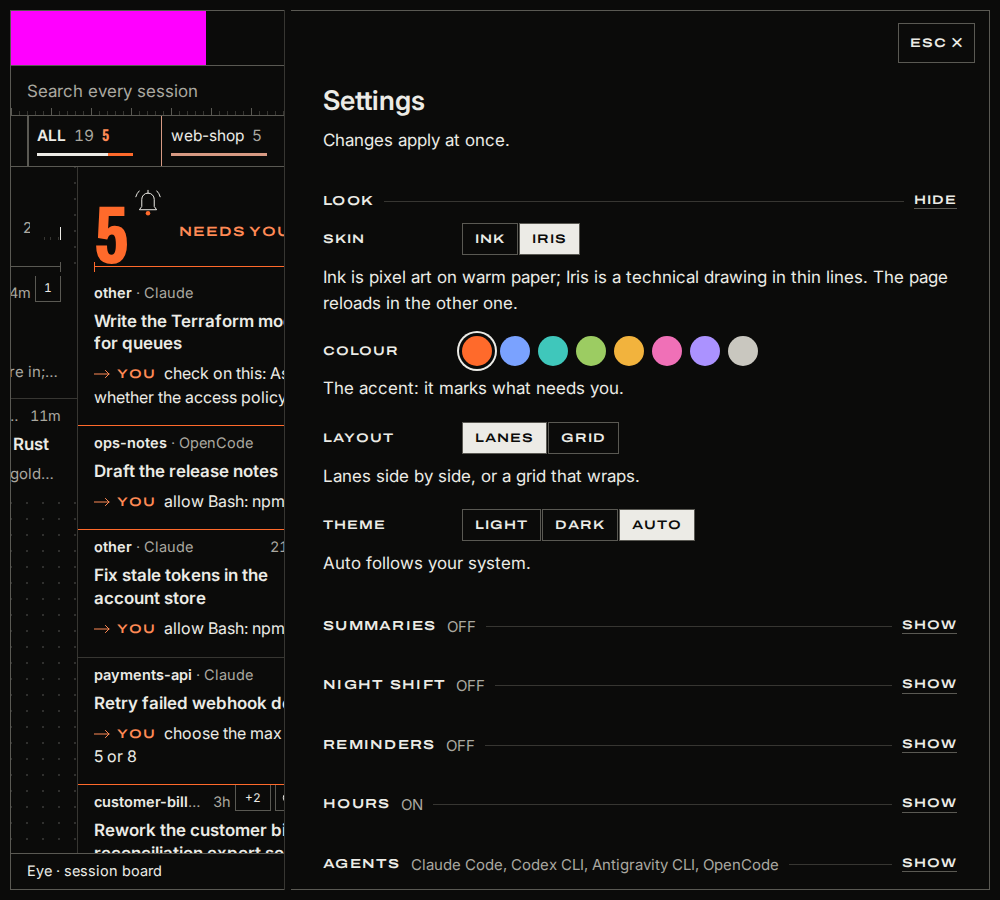 Search every session
ALL 19 5
web-shop 5
5
NEEDS YOU
4m 1
other · Claude
Write the Terraform
for queues
→ YOU check on this:
whether the access policy
re in;...
11m
Rust
gold...
ops-notes · OpenCode
Draft the release notes
→ YOU allow Bash: npm
other · Claude
Fix stale tokens in the
account store
→ YOU allow Bash: npm
payments-api · Claude
Retry failed webhook
→ YOU choose the max
5 or 8
customer-bill... 3h +2
Rework the customer
Eye · session board
ESC ✕
Settings
Changes apply at once.
LOOK HIDE
SKIN INK IRIS
Ink is pixel art on warm paper; Iris is a technical drawing in thin lines. The page
reloads in the other one.
COLOUR
The accent: it marks what needs you.
LAYOUT LANES GRID
Lanes side by side, or a grid that wraps.
THEME LIGHT DARK AUTO
Auto follows your system.
SUMMARIES OFF SHOW
NIGHT SHIFT OFF SHOW
REMINDERS OFF SHOW
HOURS ON SHOW
AGENTS Claude Code, Codex CLI, Antigravity CLI, OpenCode SHOW